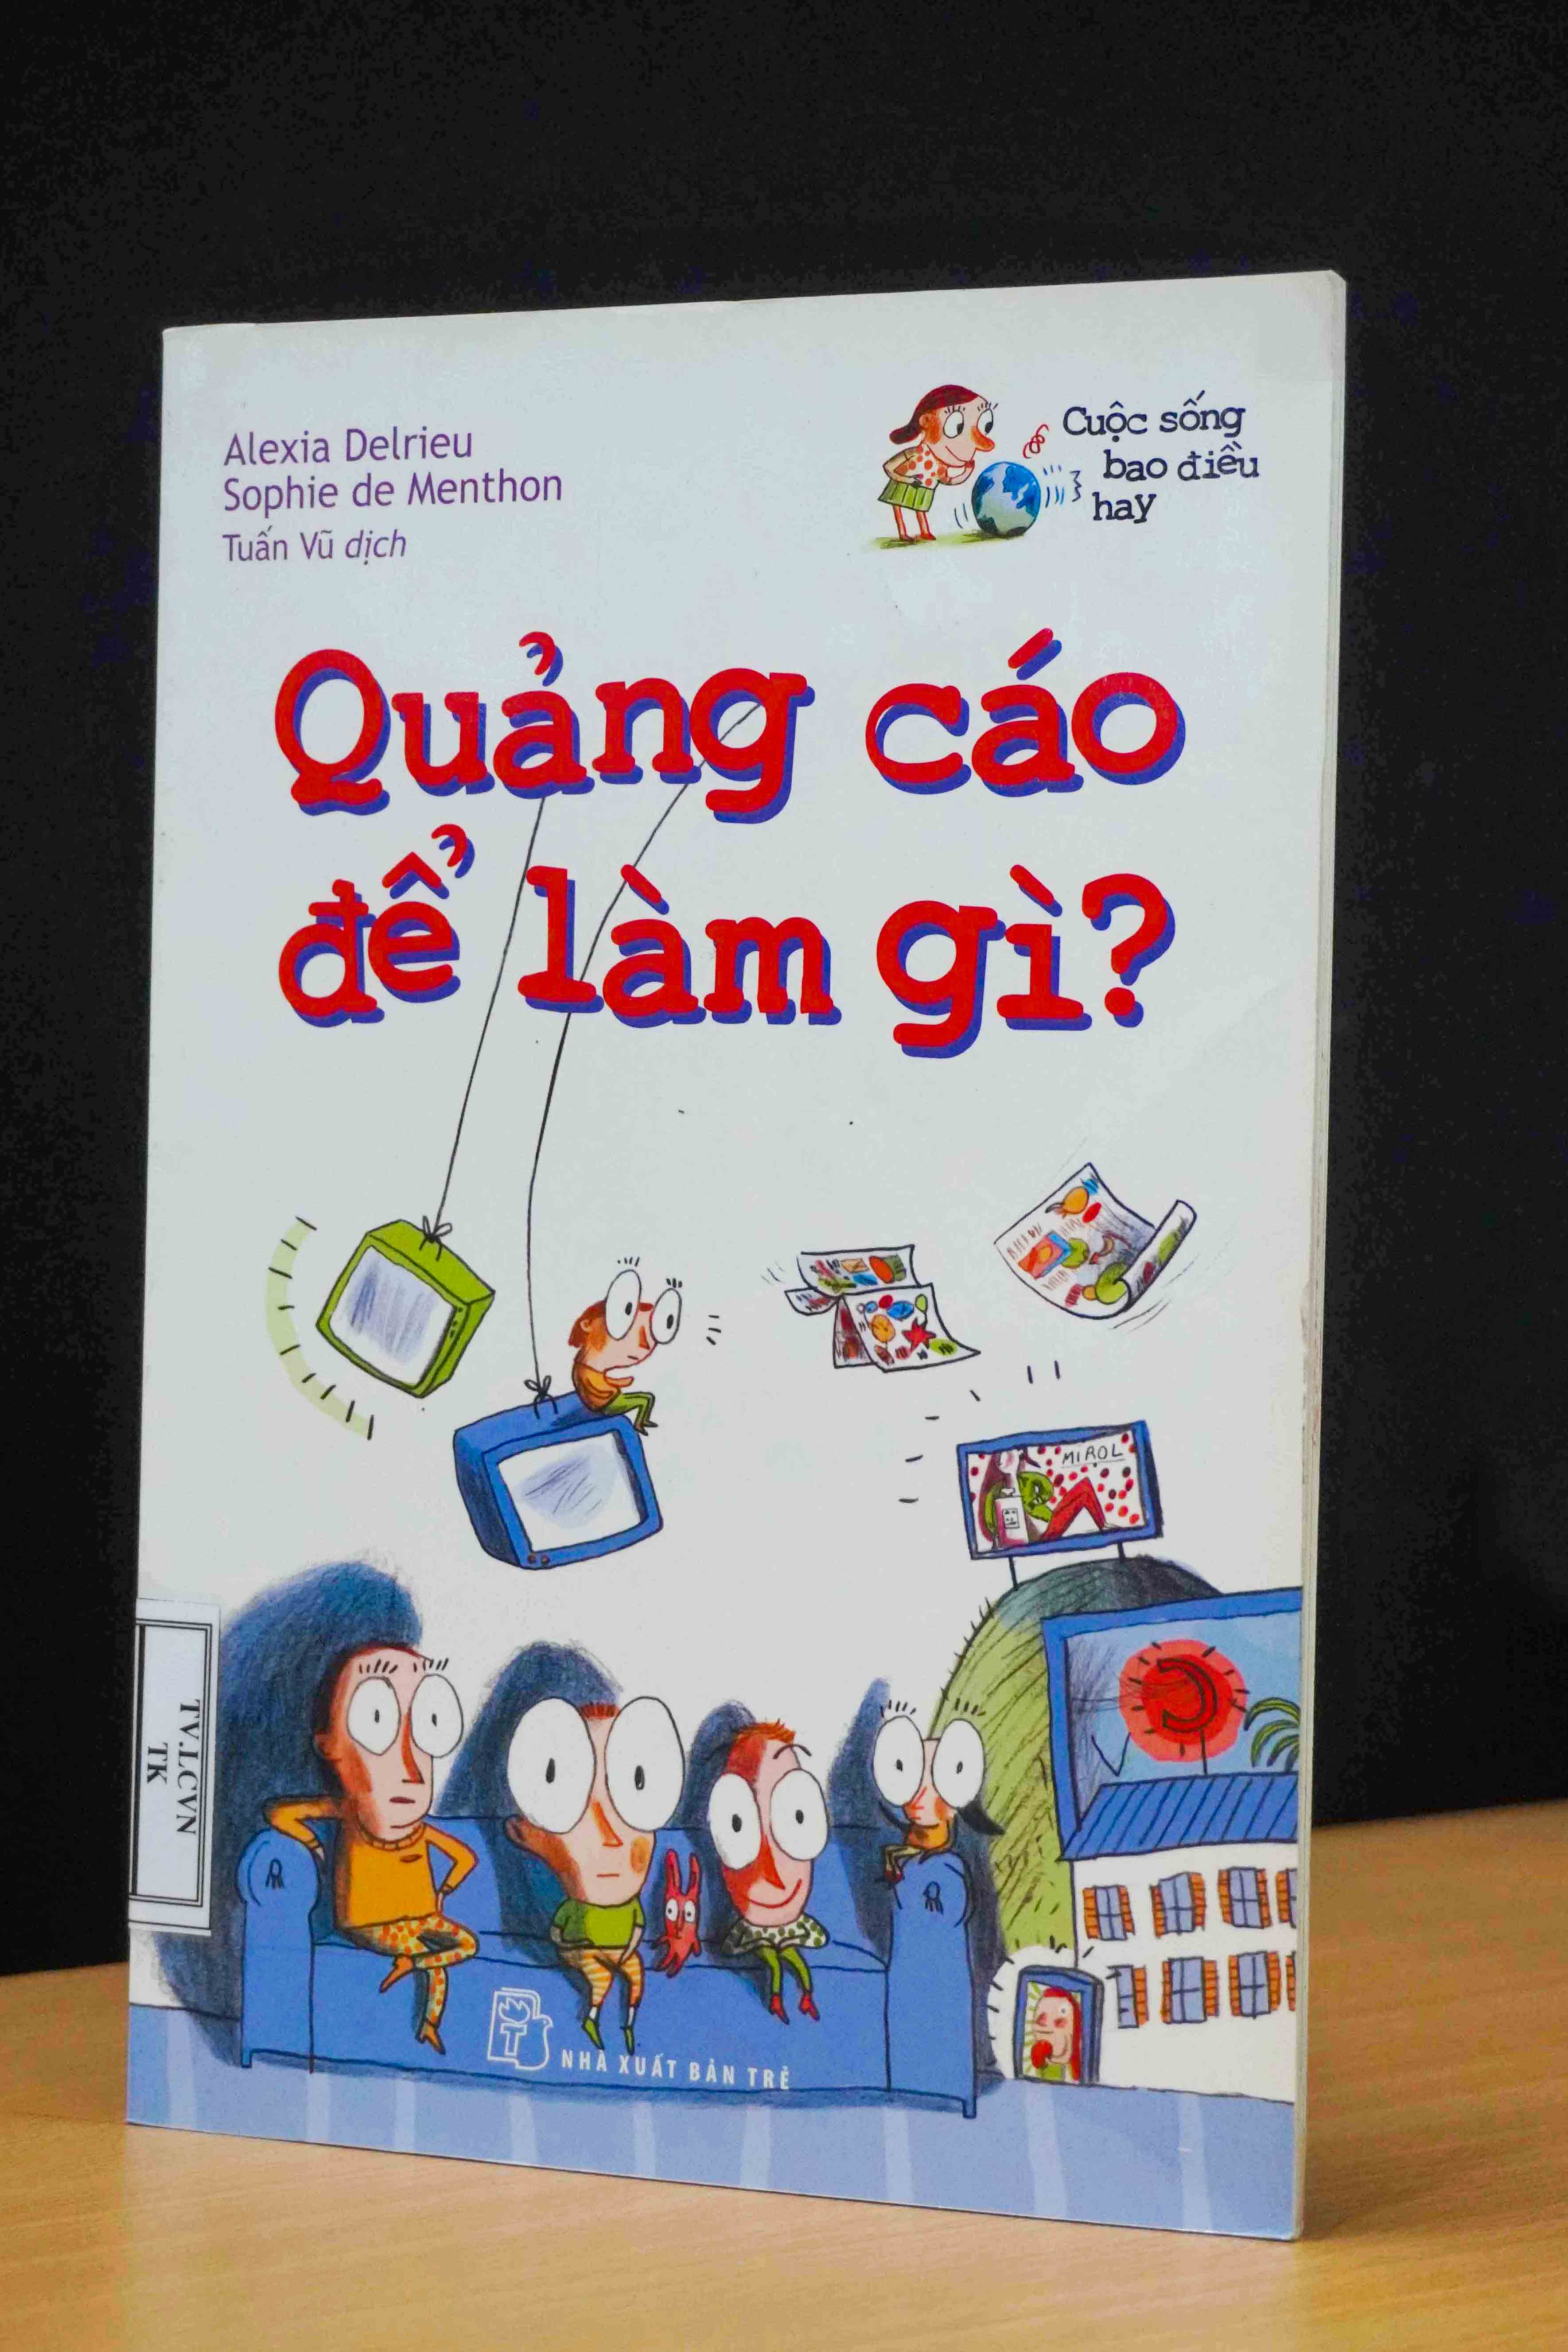 Alexia Delrieu
Sophie de Menthon
Tuấn Vũ dịch
Cuộc sống
bao điều
hay
Quảng cáo
để làm gì?
MIROL
TV.LCVN
TK
NHÀ XUẤT BẢN TRẺ